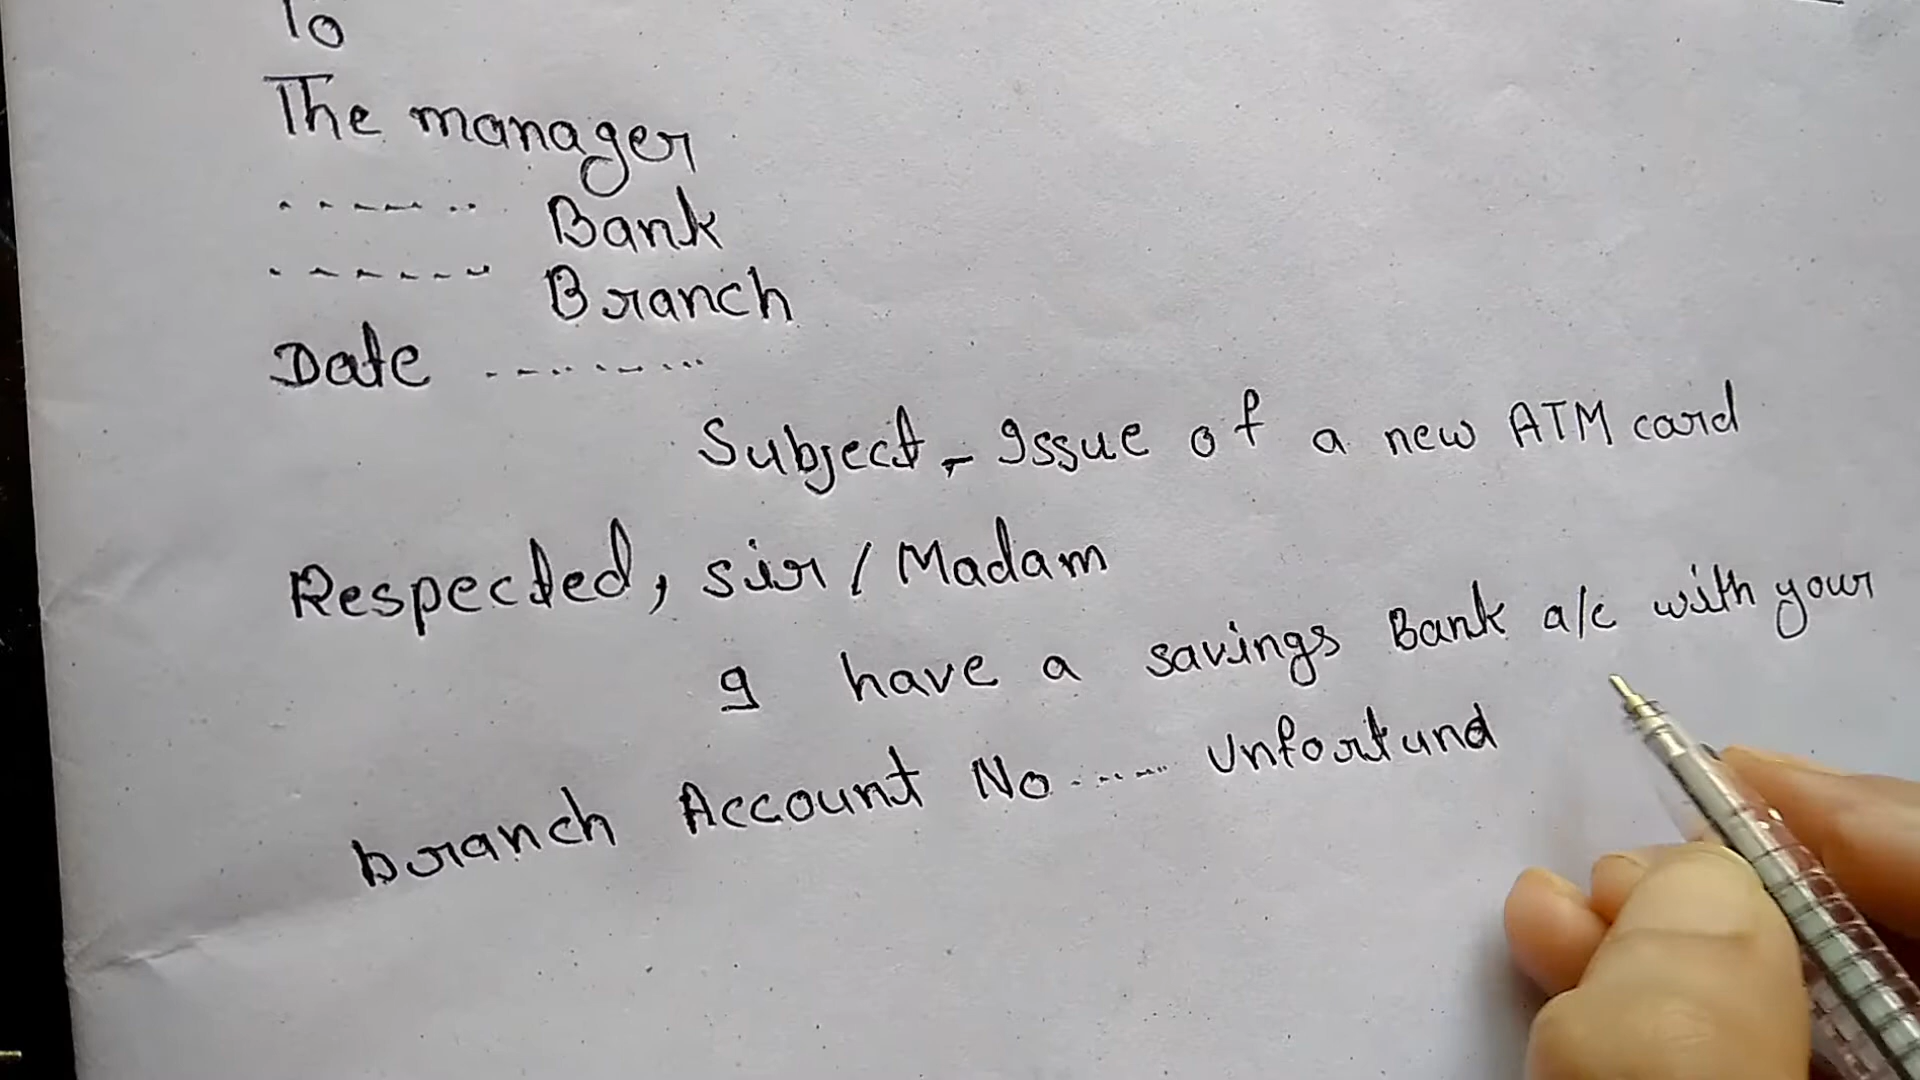 To
The manager
........ Bank
........ Branch
Date ..........
Subject - Issue of a new ATM card
Respected, sir / Madam
I have a savings Bank a/c with your
branch Account No ...... Unfortuna